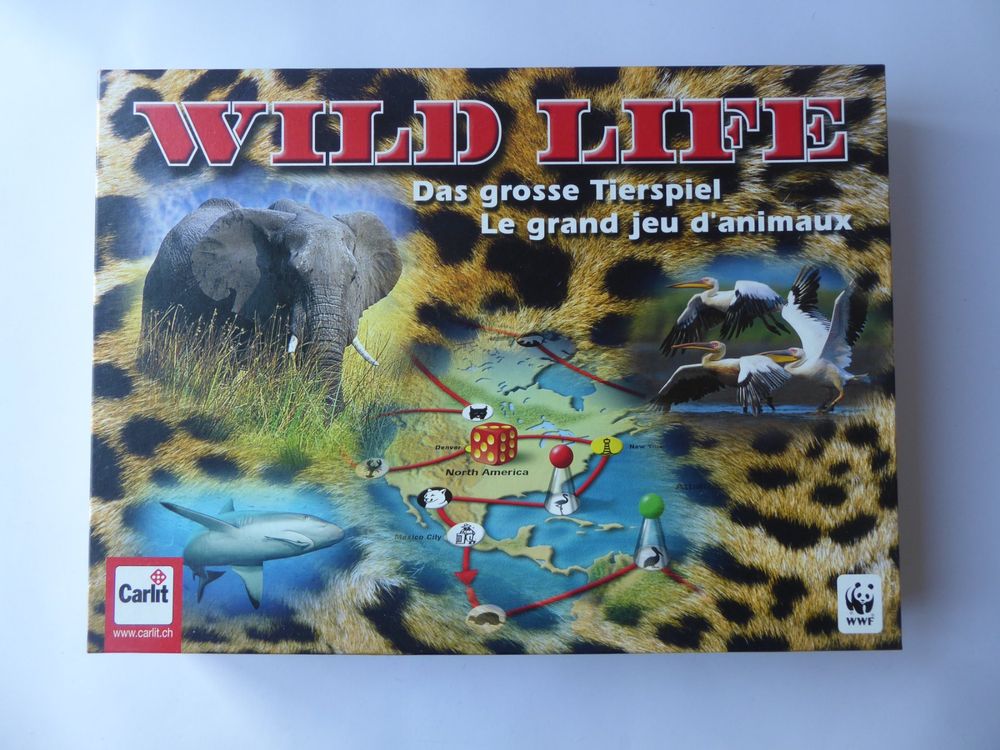 WILD LIFE
Das grosse Tierspiel
Le grand jeu d'animaux
Denver
New York
North America
Mexico City
Carlit
www.carlit.ch
WWF